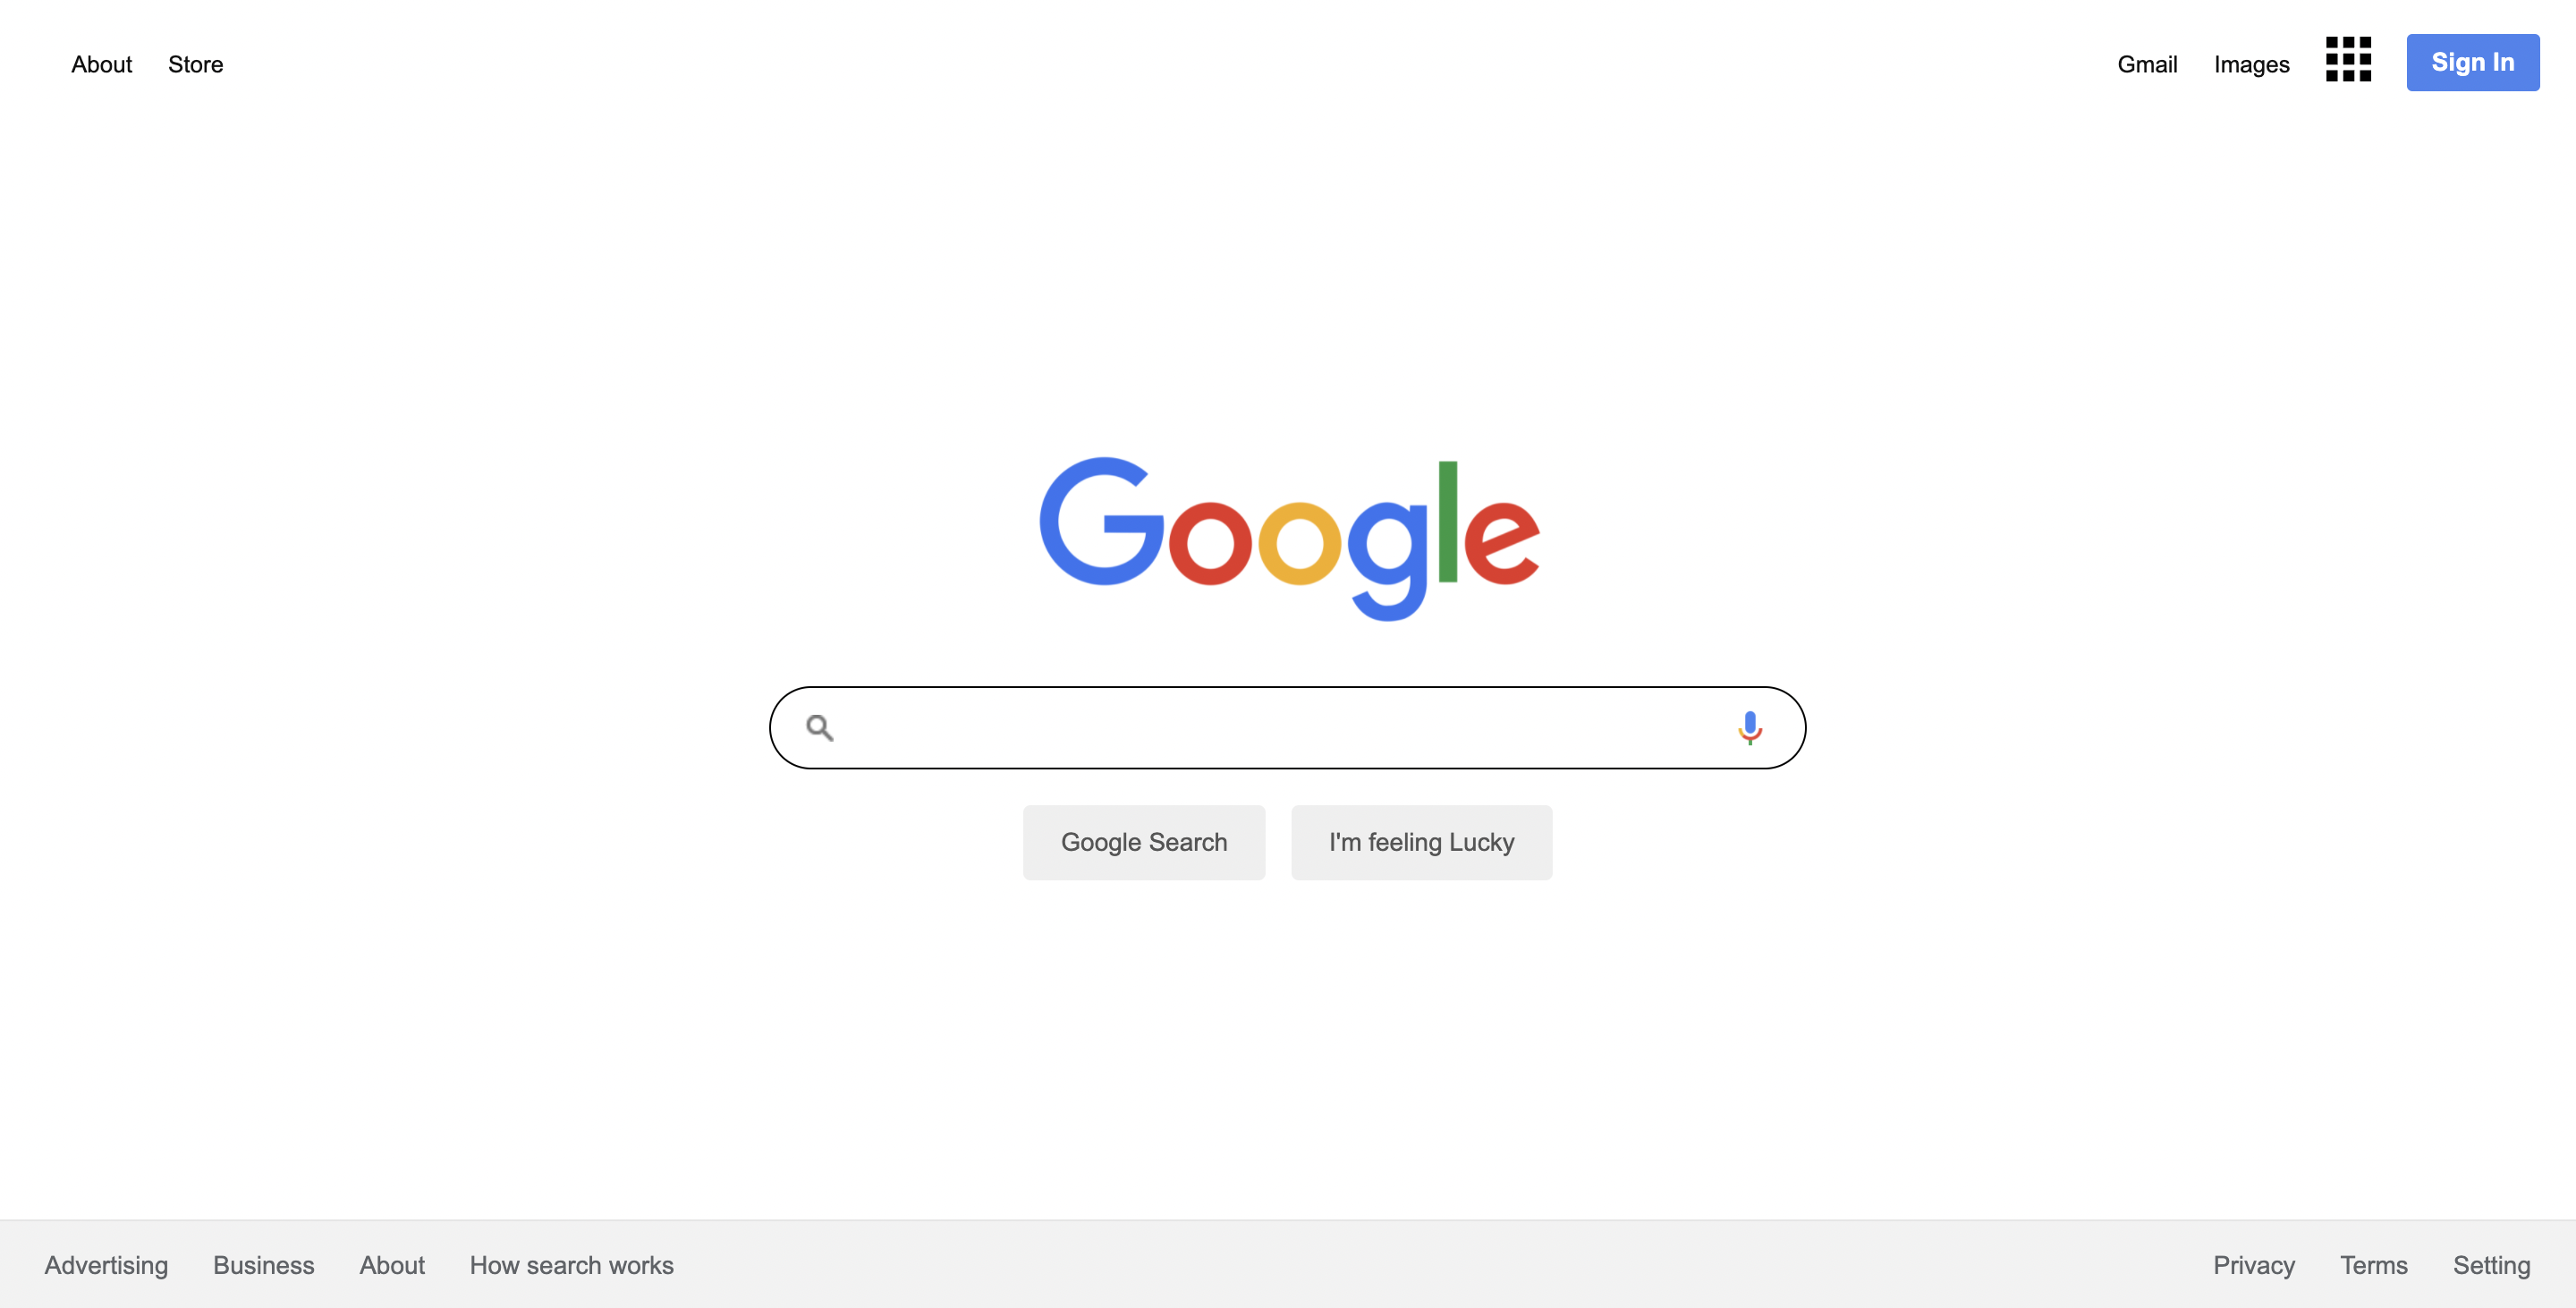 About Store Gmail Images Sign In
Google
Google Search I'm feeling Lucky
Advertising Business About How search works Privacy Terms Setting